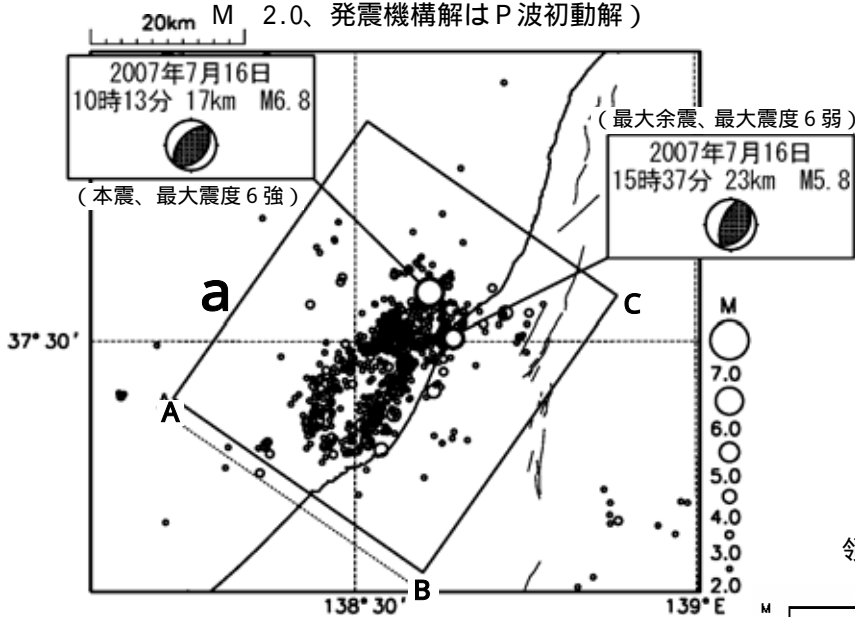 M 2.0、発震機構解はP波初動解)
20km
2007年7月16日
10時13分 17km M6.8
(本震、最大震度6強)
(最大余震、最大震度6弱)
2007年7月16日
15時37分 23km M5.8
a
A
B
C
37°30′
138°30′
139°E
M
7.0
6.0
5.0
4.0
3.0
2.0
M